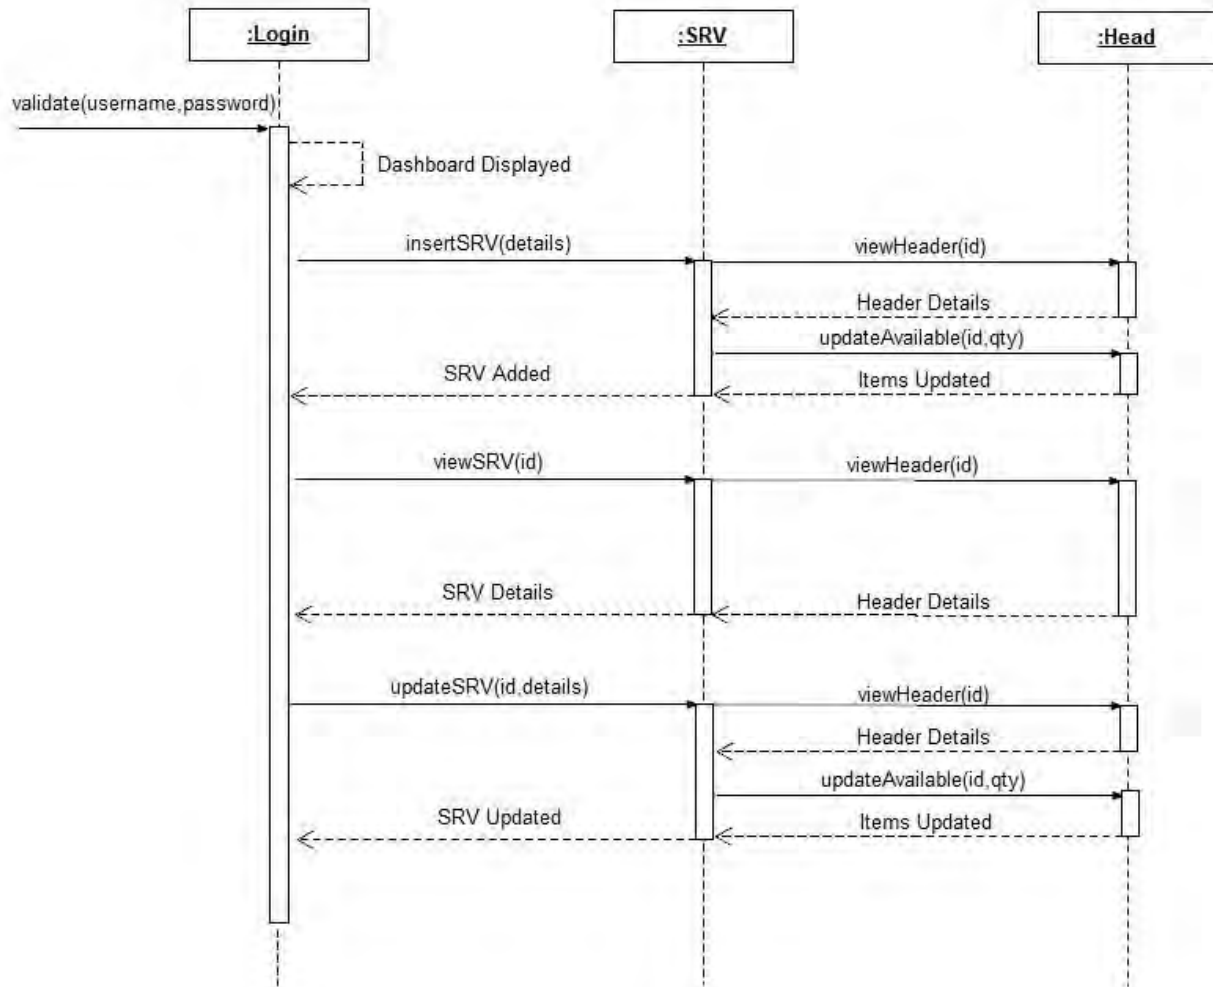 :Login
:SRV
:Head
validate(username,password)
Dashboard Displayed
insertSRV(details)
viewHeader(id)
Header Details
updateAvailable(id,qty)
SRV Added
Items Updated
viewSRV(id)
viewHeader(id)
SRV Details
Header Details
updateSRV(id,details)
viewHeader(id)
Header Details
updateAvailable(id,qty)
SRV Updated
Items Updated